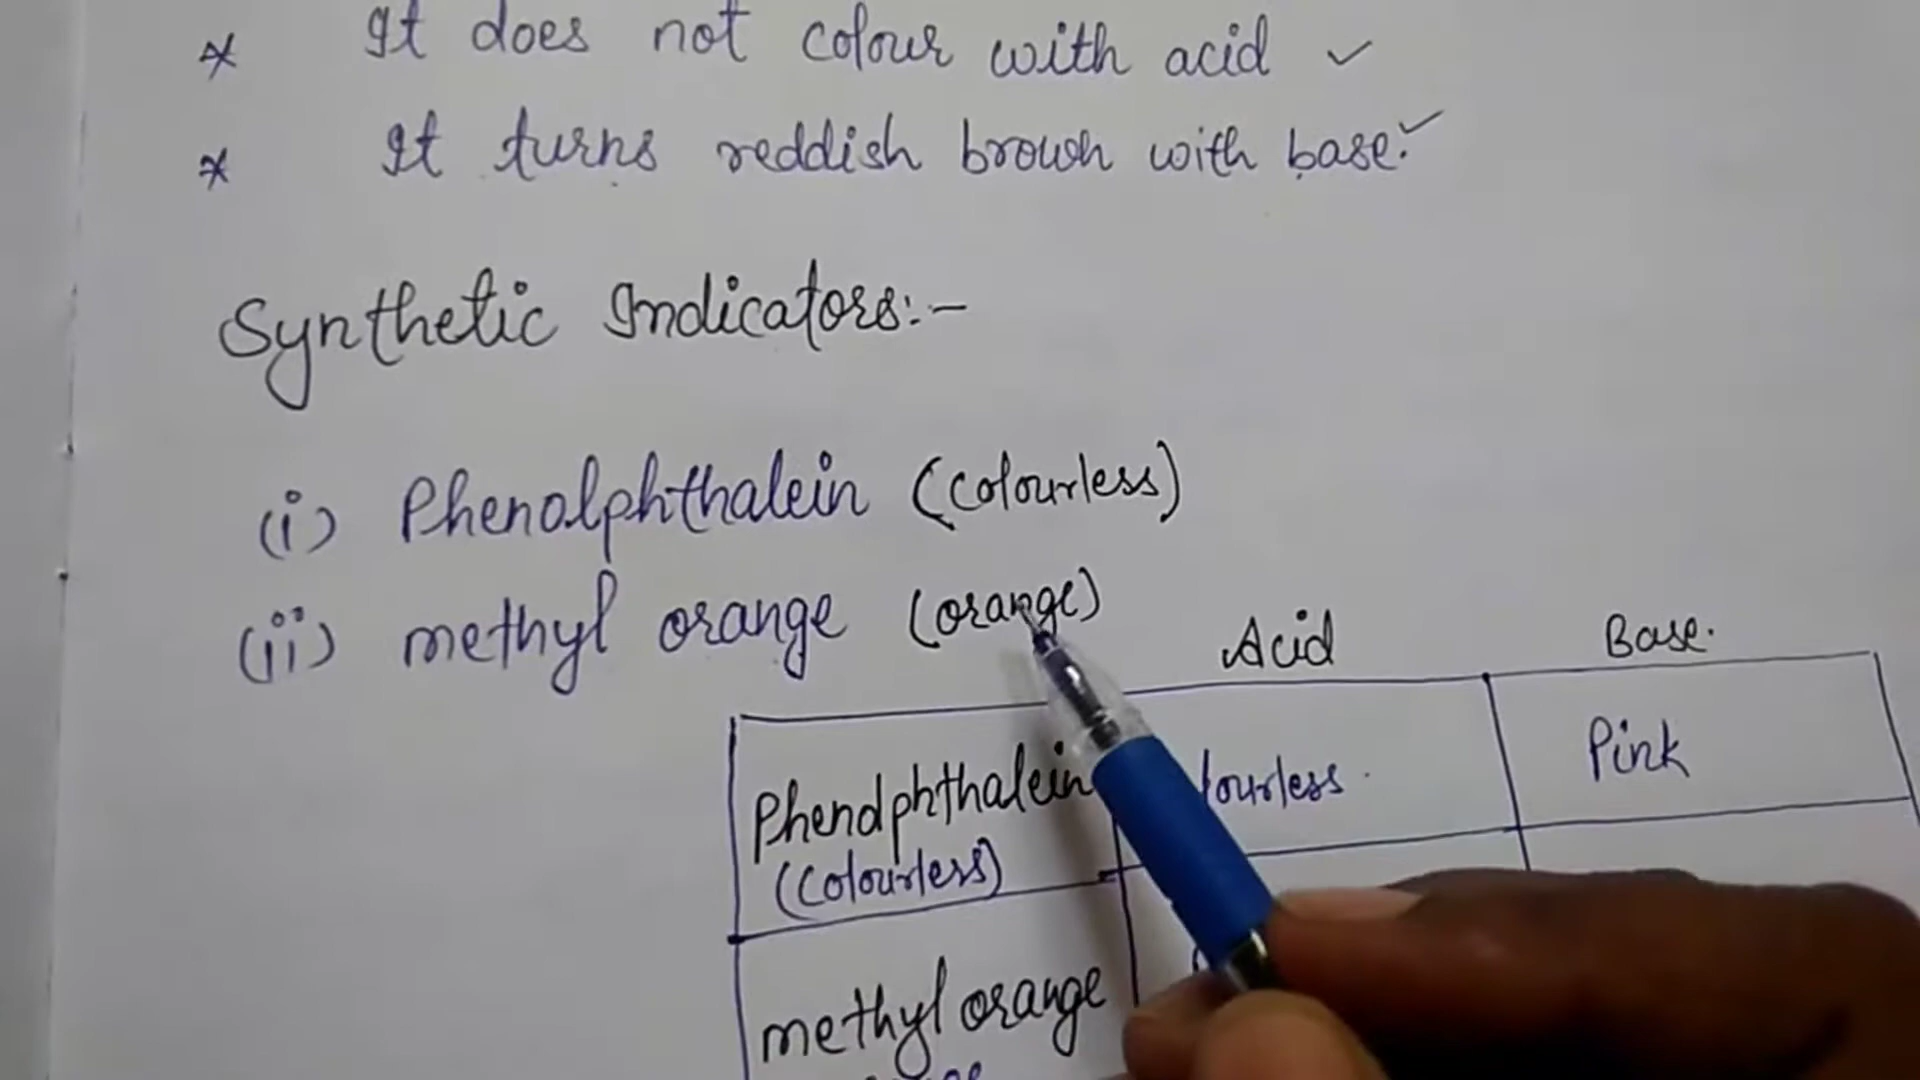 * It does not colour with acid ✓
* It turns reddish brown with base. ✓
Synthetic Indicators:-
(i) Phenolphthalein (Colourless)
(ii) methyl orange (orange)
Acid Base.
Phenolphthalein lourless Pink
(Colourless)
methyl orange